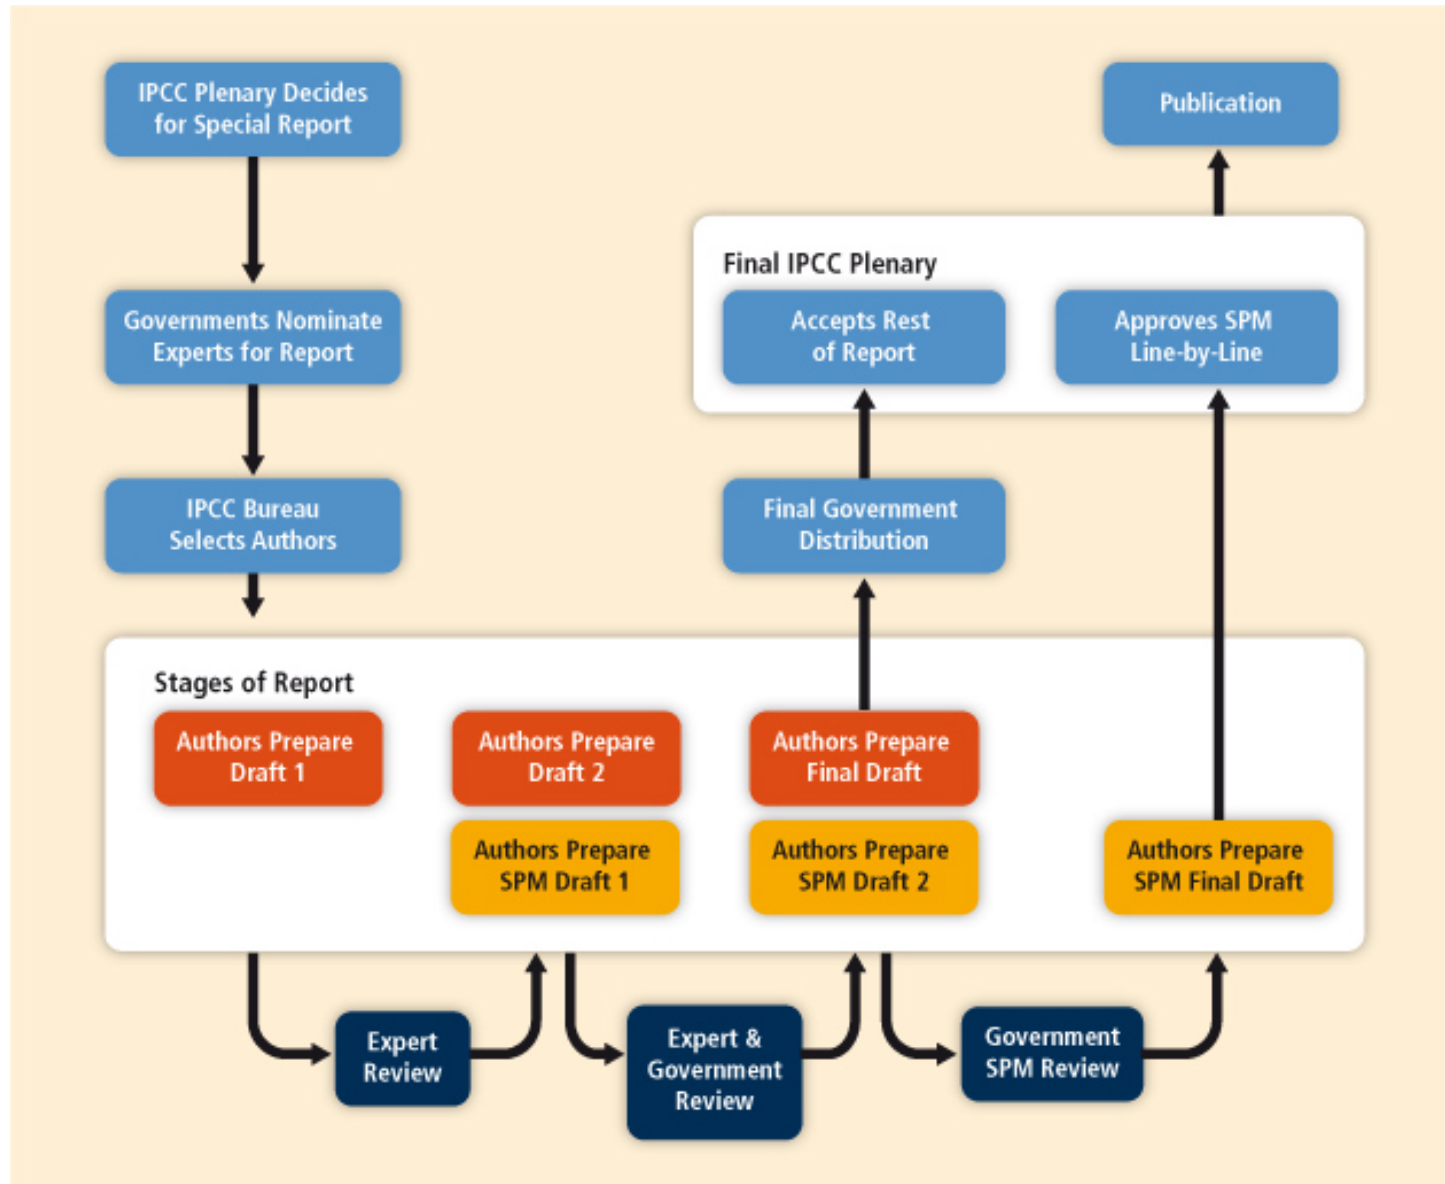 IPCC Plenary Decides
for Special Report
Publication
Final IPCC Plenary
Governments Nominate
Experts for Report
Accepts Rest
of Report
Approves SPM
Line-by-Line
IPCC Bureau
Selects Authors
Final Government
Distribution
Stages of Report
Authors Prepare
Draft 1
Authors Prepare
Draft 2
Authors Prepare
Final Draft
Authors Prepare
SPM Draft 1
Authors Prepare
SPM Draft 2
Authors Prepare
SPM Final Draft
Expert
Review
Expert &
Government
Review
Government
SPM Review